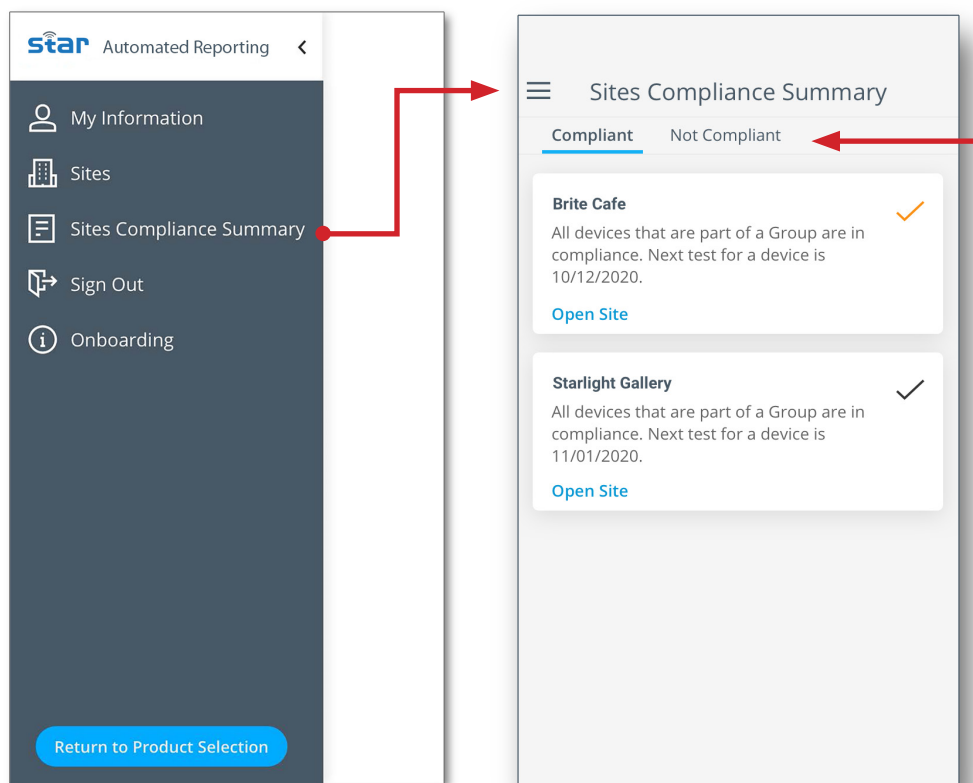 star Automated Reporting
My Information
Sites
Sites Compliance Summary
Sign Out
Onboarding
Return to Product Selection
Sites Compliance Summary
Compliant Not Compliant
Brite Cafe
All devices that are part of a Group are in
compliance. Next test for a device is
10/12/2020.
Open Site
Starlight Gallery
All devices that are part of a Group are in
compliance. Next test for a device is
11/01/2020.
Open Site